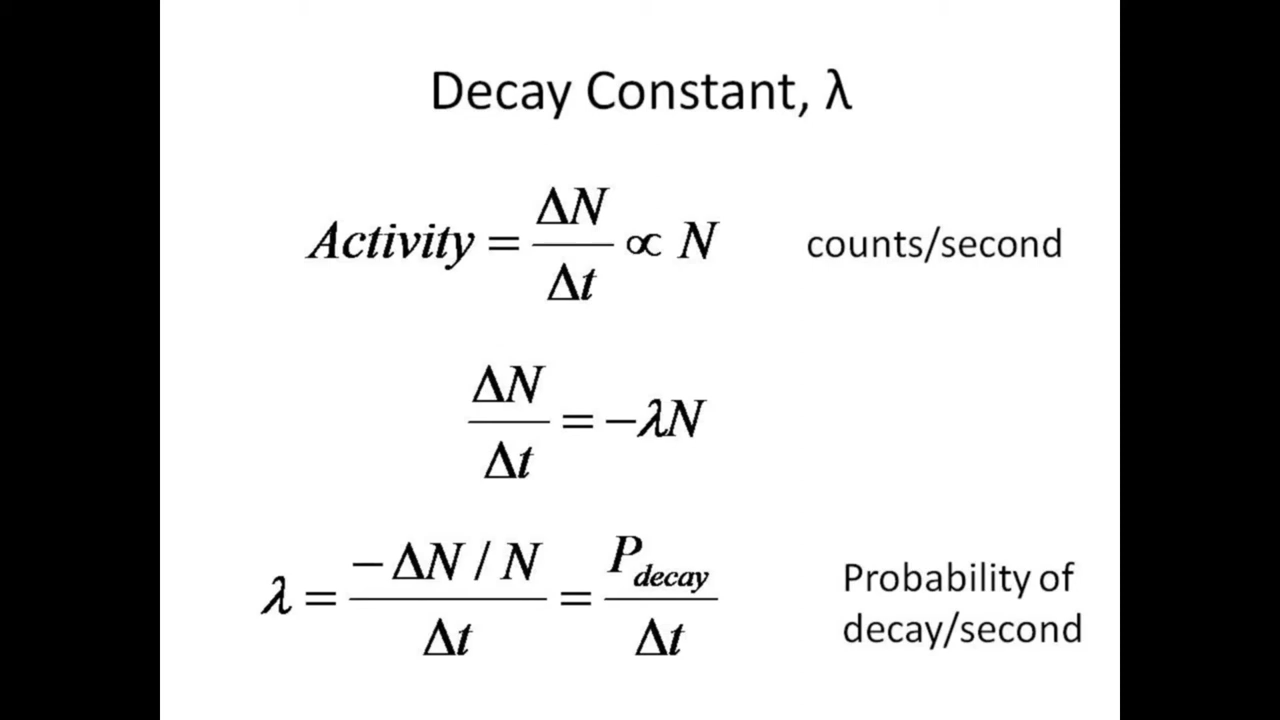 Decay Constant, λ
Activity = ΔN/Δt ∝ N counts/second
ΔN/Δt = −λN
λ = (−ΔN / N)/Δt = P_decay/Δt Probability of
decay/second